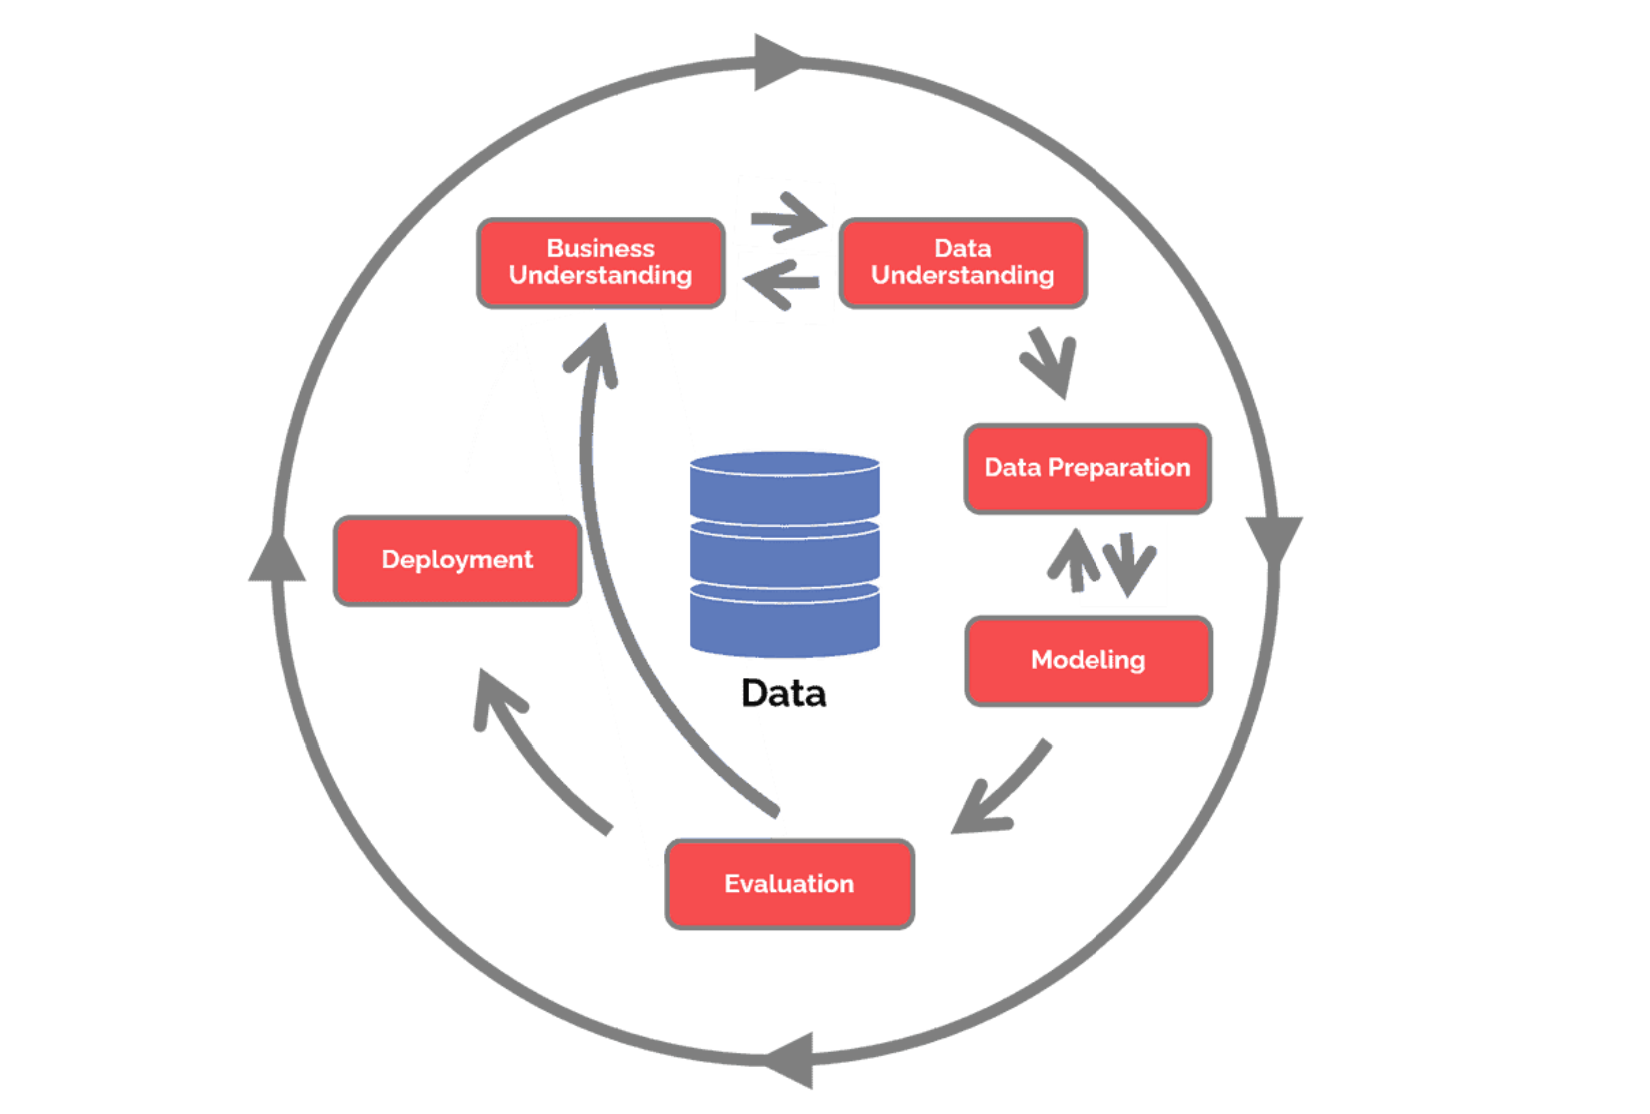 Business
Understanding
Data
Understanding
Data Preparation
Deployment
Modeling
Data
Evaluation